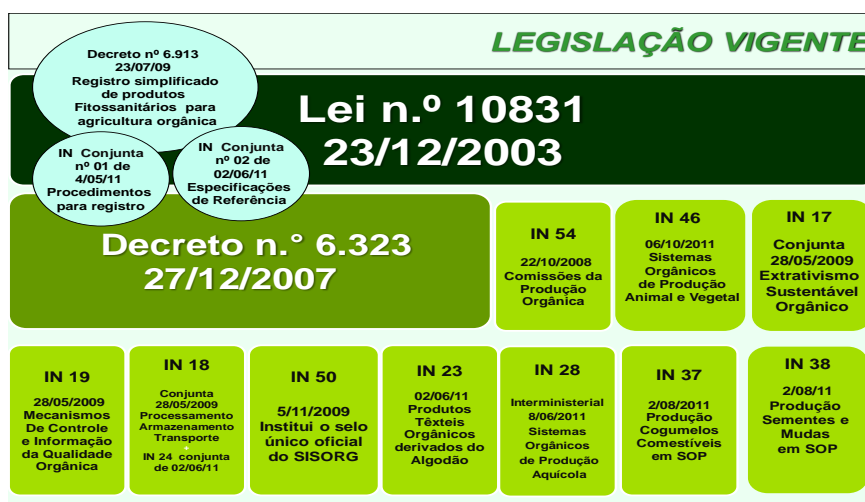 LEGISLAÇÃO VIGENTE
Decreto nº 6.913
23/07/09
Registro simplificado
de produtos
Fitossanitários para
agricultura orgânica
Lei n.º 10831
23/12/2003
IN Conjunta
nº 01 de
4/05/11
Procedimentos
para registro
IN Conjunta
nº 02 de
02/06/11
Especificações
de Referência
Decreto n.° 6.323
27/12/2007
IN 54
22/10/2008
Comissões da
Produção
Orgânica
IN 46
06/10/2011
Sistemas
Orgânicos
de Produção
Animal e Vegetal
IN 17
Conjunta
28/05/2009
Extrativismo
Sustentável
Orgânico
IN 19
28/05/2009
Mecanismos
De Controle
e Informação
da Qualidade
Orgânica
IN 18
Conjunta
28/05/2009
Processamento
Armazenamento
Transporte
+
IN 24 conjunta
de 02/06/11
IN 50
5/11/2009
Institui o selo
único oficial
do SISORG
IN 23
02/06/11
Produtos
Têxteis
Orgânicos
derivados do
Algodão
IN 28
Interministerial
8/06/2011
Sistemas
Orgânicos
de Produção
Aquícola
IN 37
2/08/2011
Produção
Cogumelos
Comestíveis
em SOP
IN 38
2/08/11
Produção
Sementes e
Mudas
em SOP